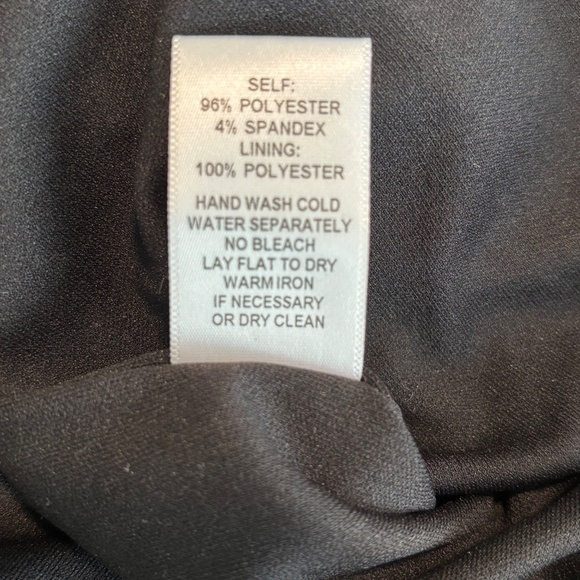 SELF:
96% POLYESTER
4% SPANDEX
LINING:
100% POLYESTER
HAND WASH COLD
WATER SEPARATELY
NO BLEACH
LAY FLAT TO DRY
WARM IRON
IF NECESSARY
OR DRY CLEAN